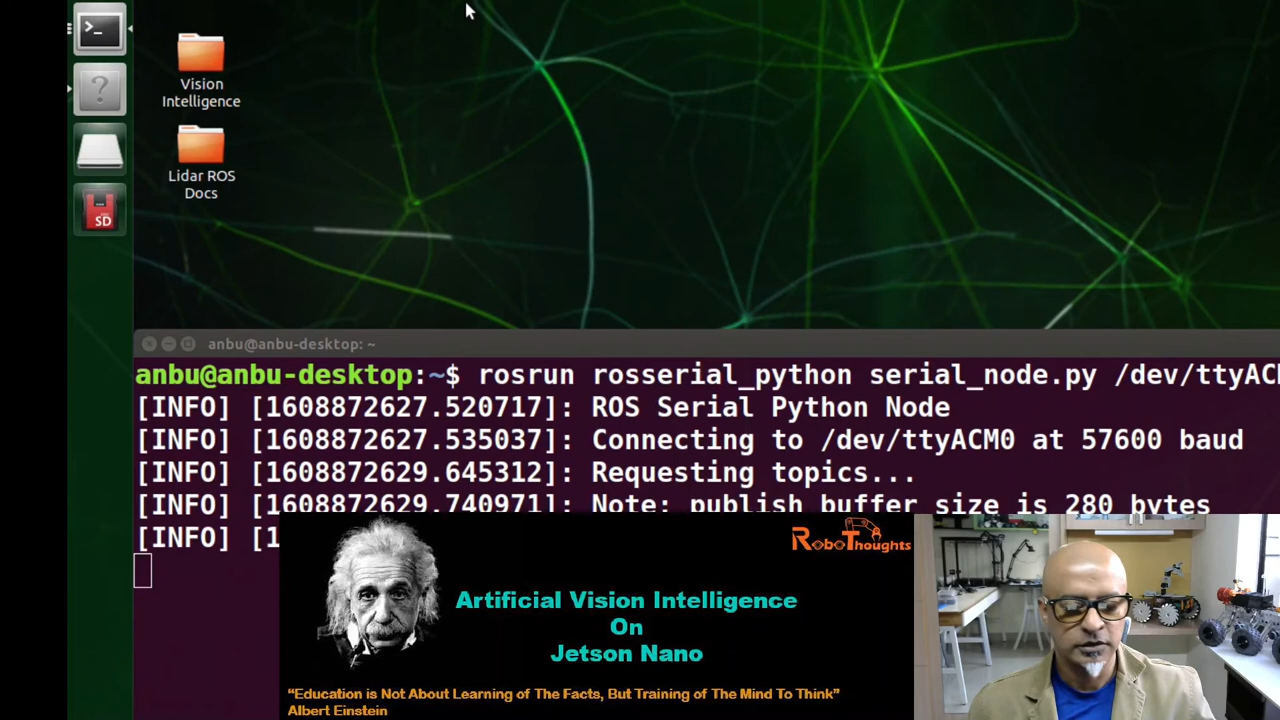 Vision
Intelligence
Lidar ROS
Docs
SD
anbu@anbu-desktop: ~
anbu@anbu-desktop:~$ rosrun rosserial_python serial_node.py /dev/ttyAC
[INFO] [1608872627.520717]: ROS Serial Python Node
[INFO] [1608872627.535037]: Connecting to /dev/ttyACM0 at 57600 baud
[INFO] [1608872629.645312]: Requesting topics...
[INFO] [1608872629.740971]: Note: publish buffer size is 280 bytes
[INFO] [1
RoboThoughts
Artificial Vision Intelligence
On
Jetson Nano
“Education is Not About Learning of The Facts, But Training of The Mind To Think”
Albert Einstein